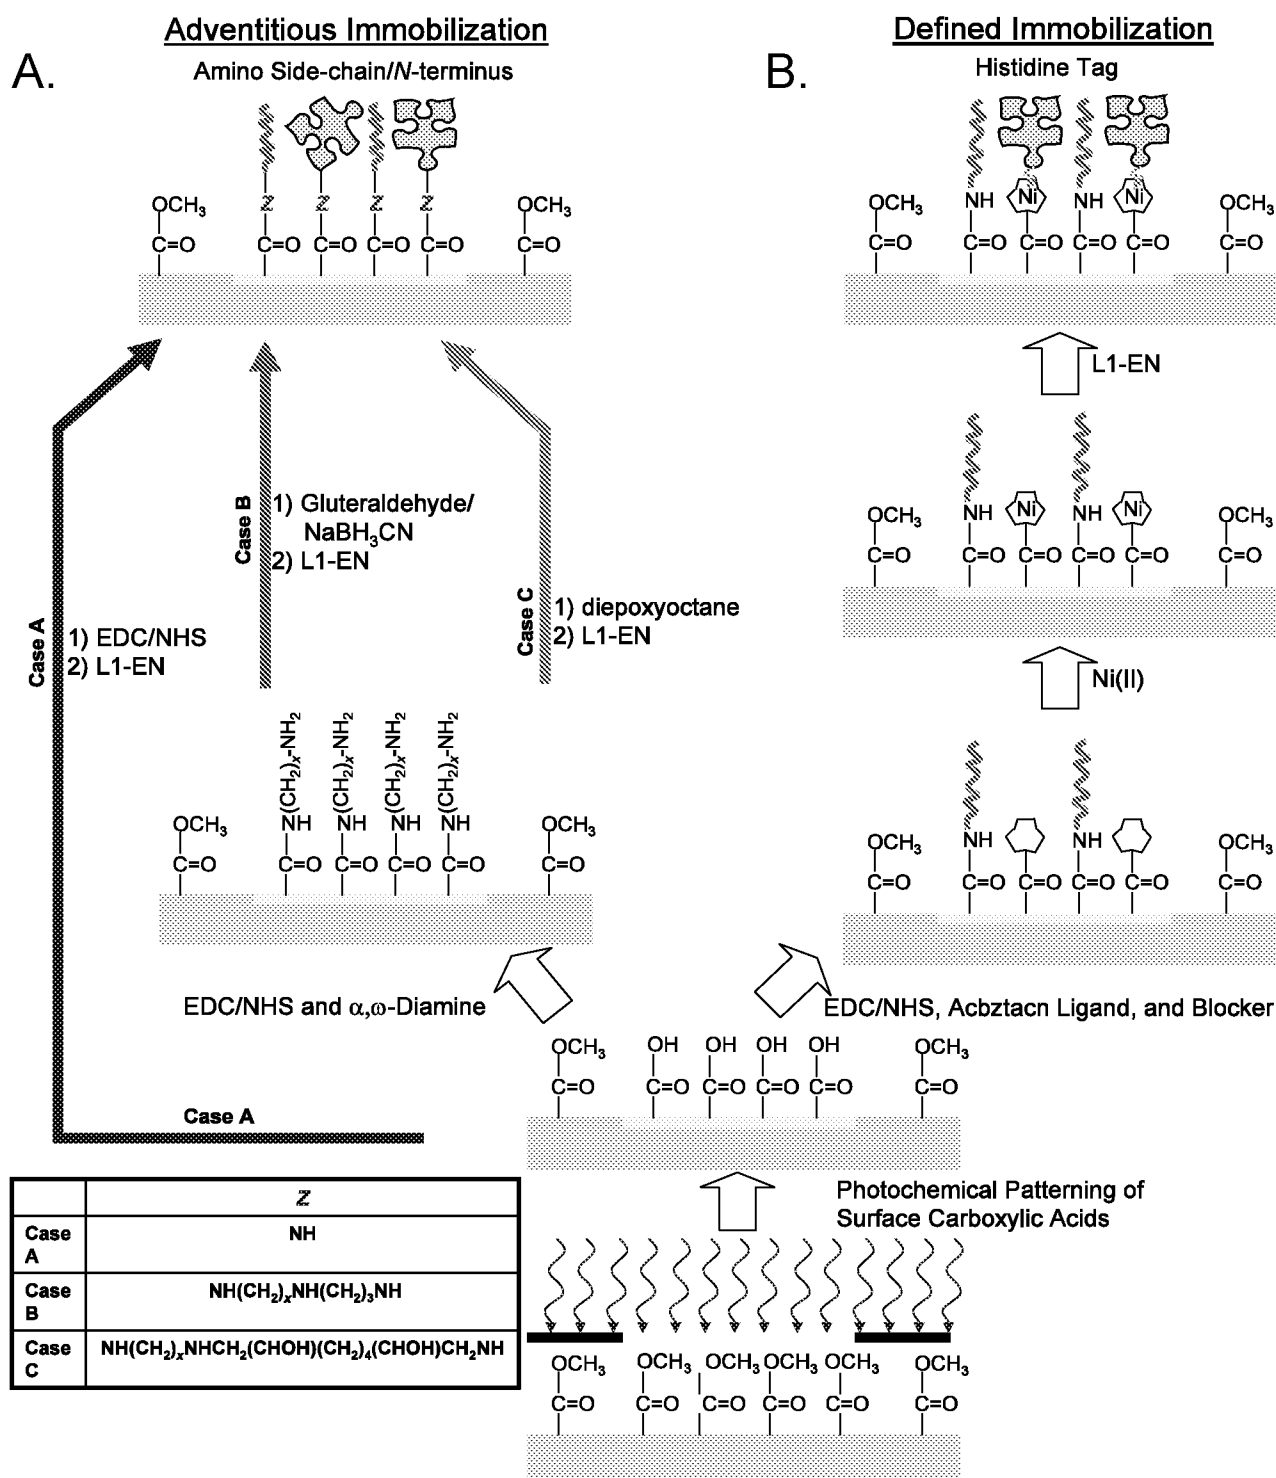 Adventitious Immobilization
A.
Amino Side-chain/N-terminus
OCH3
Z Z Z Z
OCH3
C=O C=O C=O C=O C=O C=O
Case A
1) EDC/NHS
2) L1-EN
Case B
1) Gluteraldehyde/
NaBH3CN
2) L1-EN
Case C
1) diepoxyoctane
2) L1-EN
(CH2)x-NH2 (CH2)x-NH2 (CH2)x-NH2 (CH2)x-NH2
OCH3 NH NH NH NH OCH3
C=O C=O C=O C=O C=O C=O
EDC/NHS and α,ω-Diamine
Case A
Defined Immobilization
B.
Histidine Tag
OCH3 NH Ni NH Ni OCH3
C=O C=O C=O C=O C=O C=O
L1-EN
OCH3 NH Ni NH Ni OCH3
C=O C=O C=O C=O C=O C=O
Ni(II)
OCH3 NH NH OCH3
C=O C=O C=O C=O C=O C=O
EDC/NHS, Acbztacn Ligand, and Blocker
OCH3 OH OH OH OH OCH3
C=O C=O C=O C=O C=O C=O
Photochemical Patterning of
Surface Carboxylic Acids
OCH3 OCH3 OCH3 OCH3 OCH3 OCH3
C=O C=O C=O C=O C=O C=O
Z
Case
A
NH
Case
B
NH(CH2)xNH(CH2)3NH
Case
C
NH(CH2)xNHCH2(CHOH)(CH2)4(CHOH)CH2NH